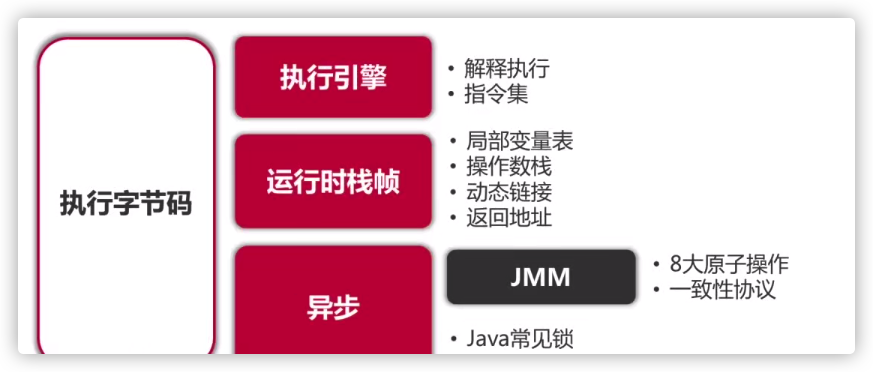 执行字节码
执行引擎
• 解释执行
• 指令集
运行时栈帧
• 局部变量表
• 操作数栈
• 动态链接
• 返回地址
异步
JMM
• 8大原子操作
• 一致性协议
• Java常见锁